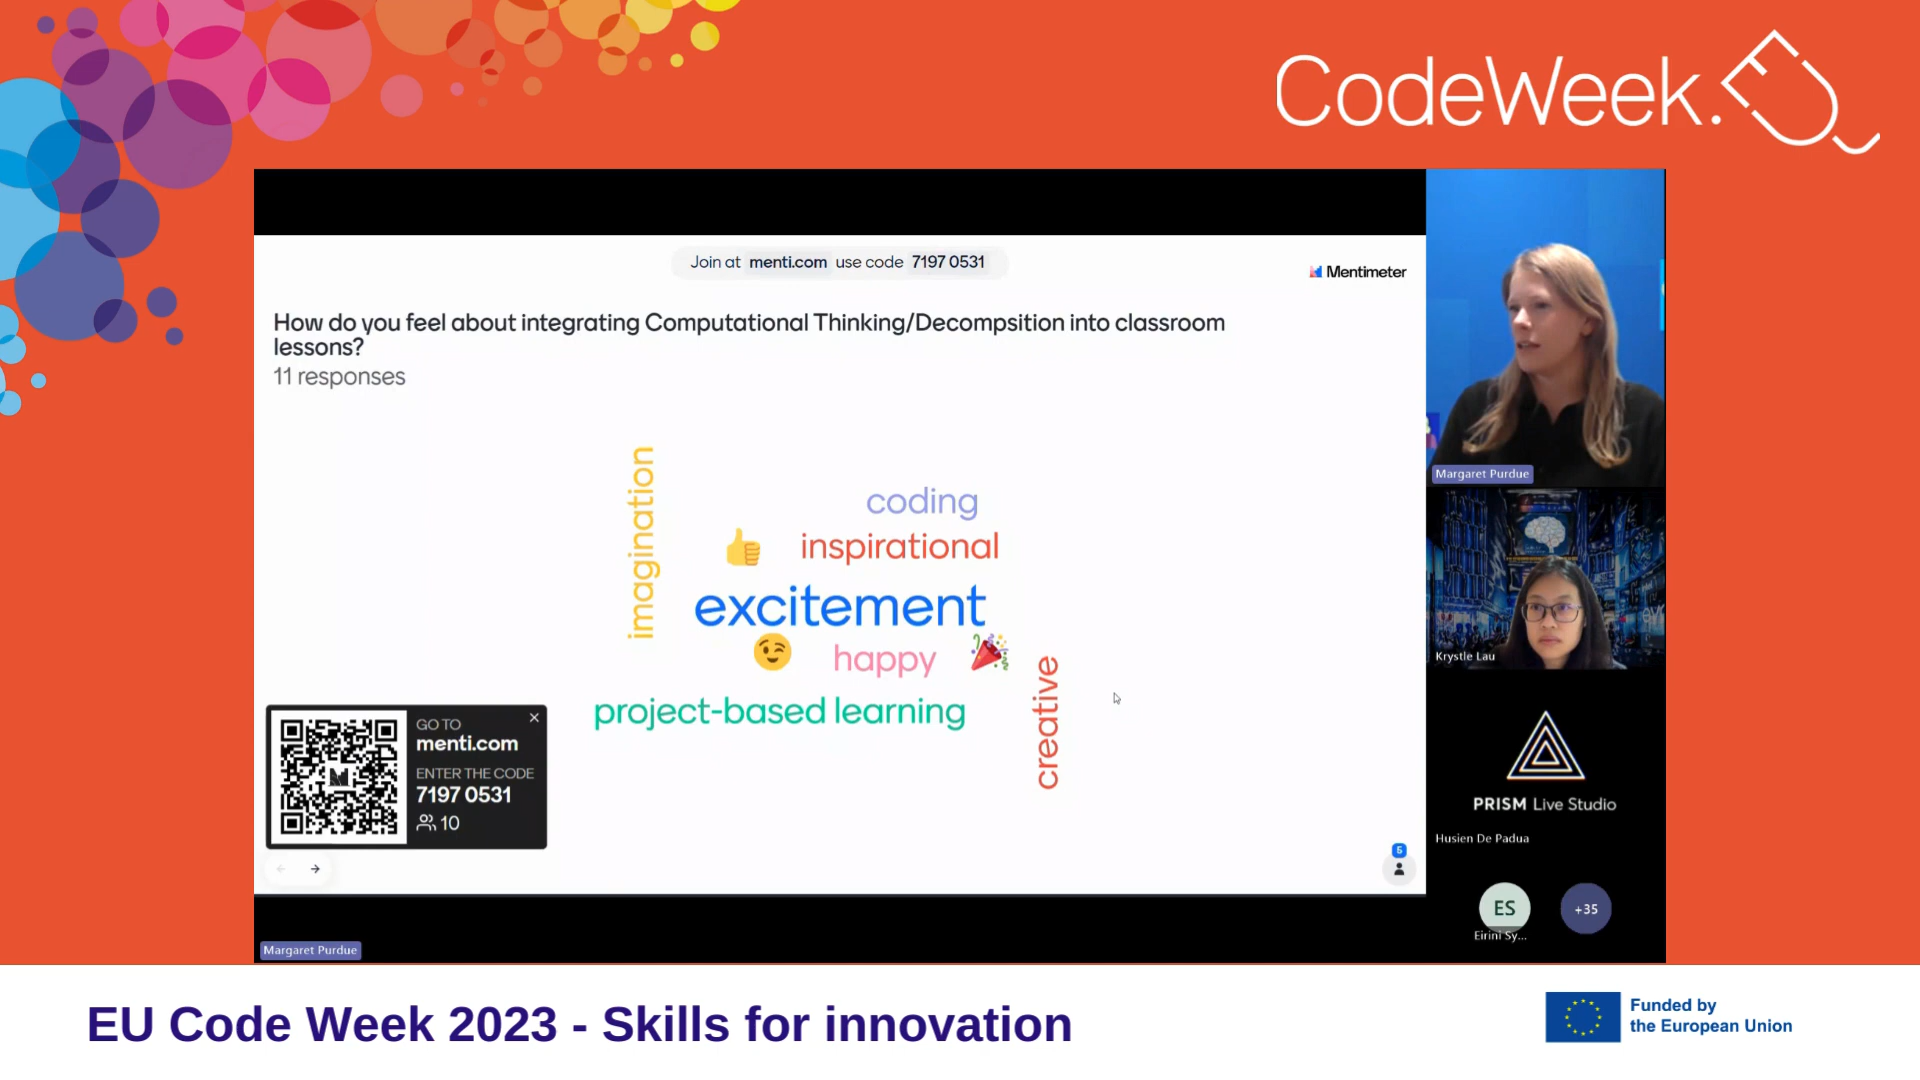 CodeWeek.
Join at menti.com use code 7197 0531
Mentimeter
How do you feel about integrating Computational Thinking/Decompsition into classroom
lessons?
11 responses
imagination
coding
inspirational
excitement
happy
project-based learning
creative
GO TO
menti.com
ENTER THE CODE
7197 0531
10
5
Margaret Purdue
Margaret Purdue
Krystle Lau
PRISM Live Studio
Husien De Padua
ES
Eirini Sy...
+35
EU Code Week 2023 - Skills for innovation
Funded by
the European Union